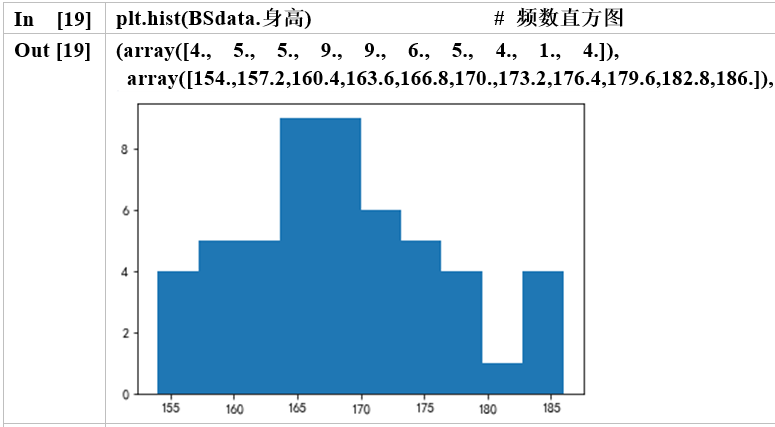 In [19] plt.hist(BSdata.身高) # 频数直方图
Out [19] (array([4., 5., 5., 9., 9., 6., 5., 4., 1., 4.]),
array([154.,157.2,160.4,163.6,166.8,170.,173.2,176.4,179.6,182.8,186.]),
8
6
4
2
0
155 160 165 170 175 180 185